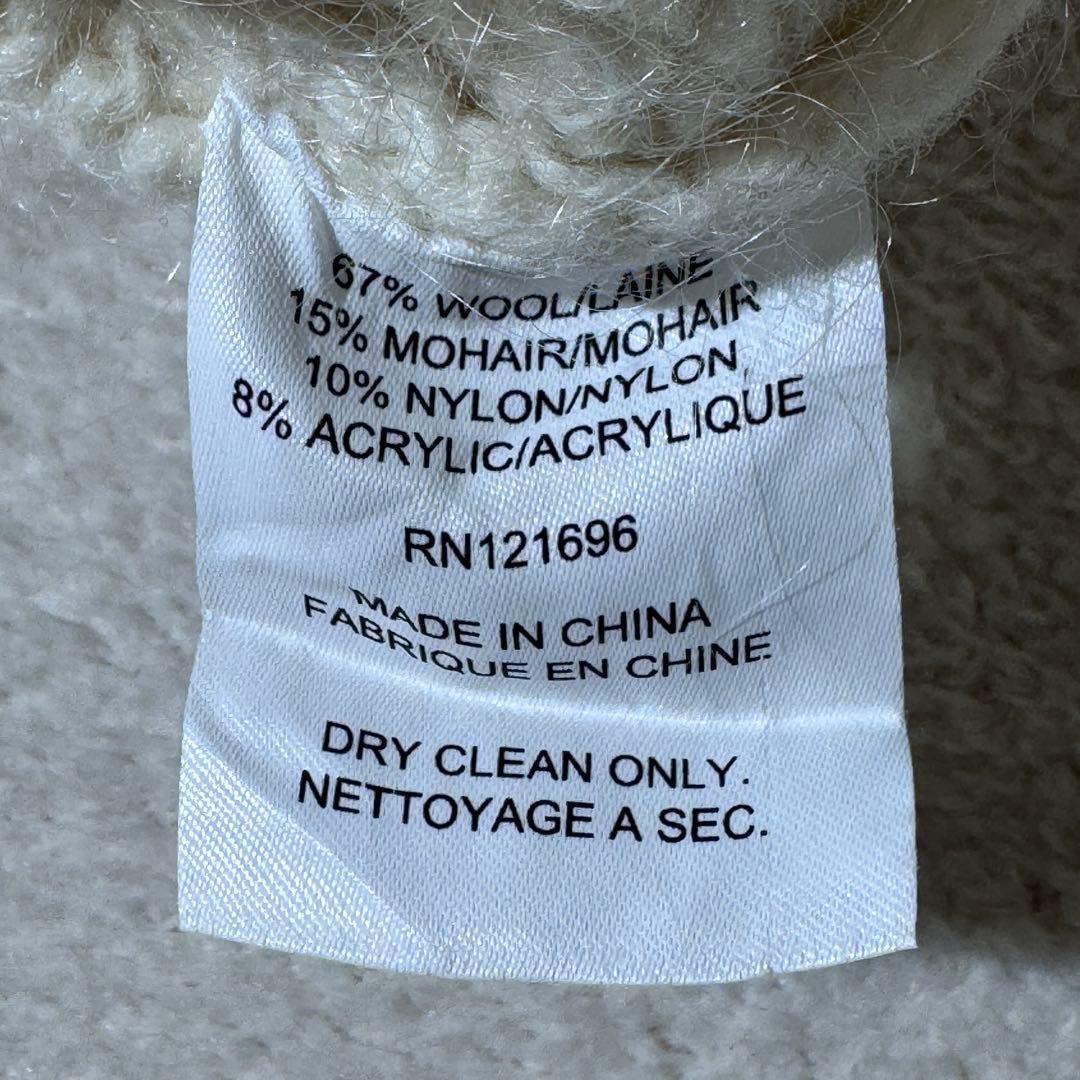 67% WOOL/LAINE
15% MOHAIR/MOHAIR
10% NYLON/NYLON,
8% ACRYLIC/ACRYLIQUE
RN121696
MADE IN CHINA
FABRIQUE EN CHINE
DRY CLEAN ONLY.
NETTOYAGE A SEC.